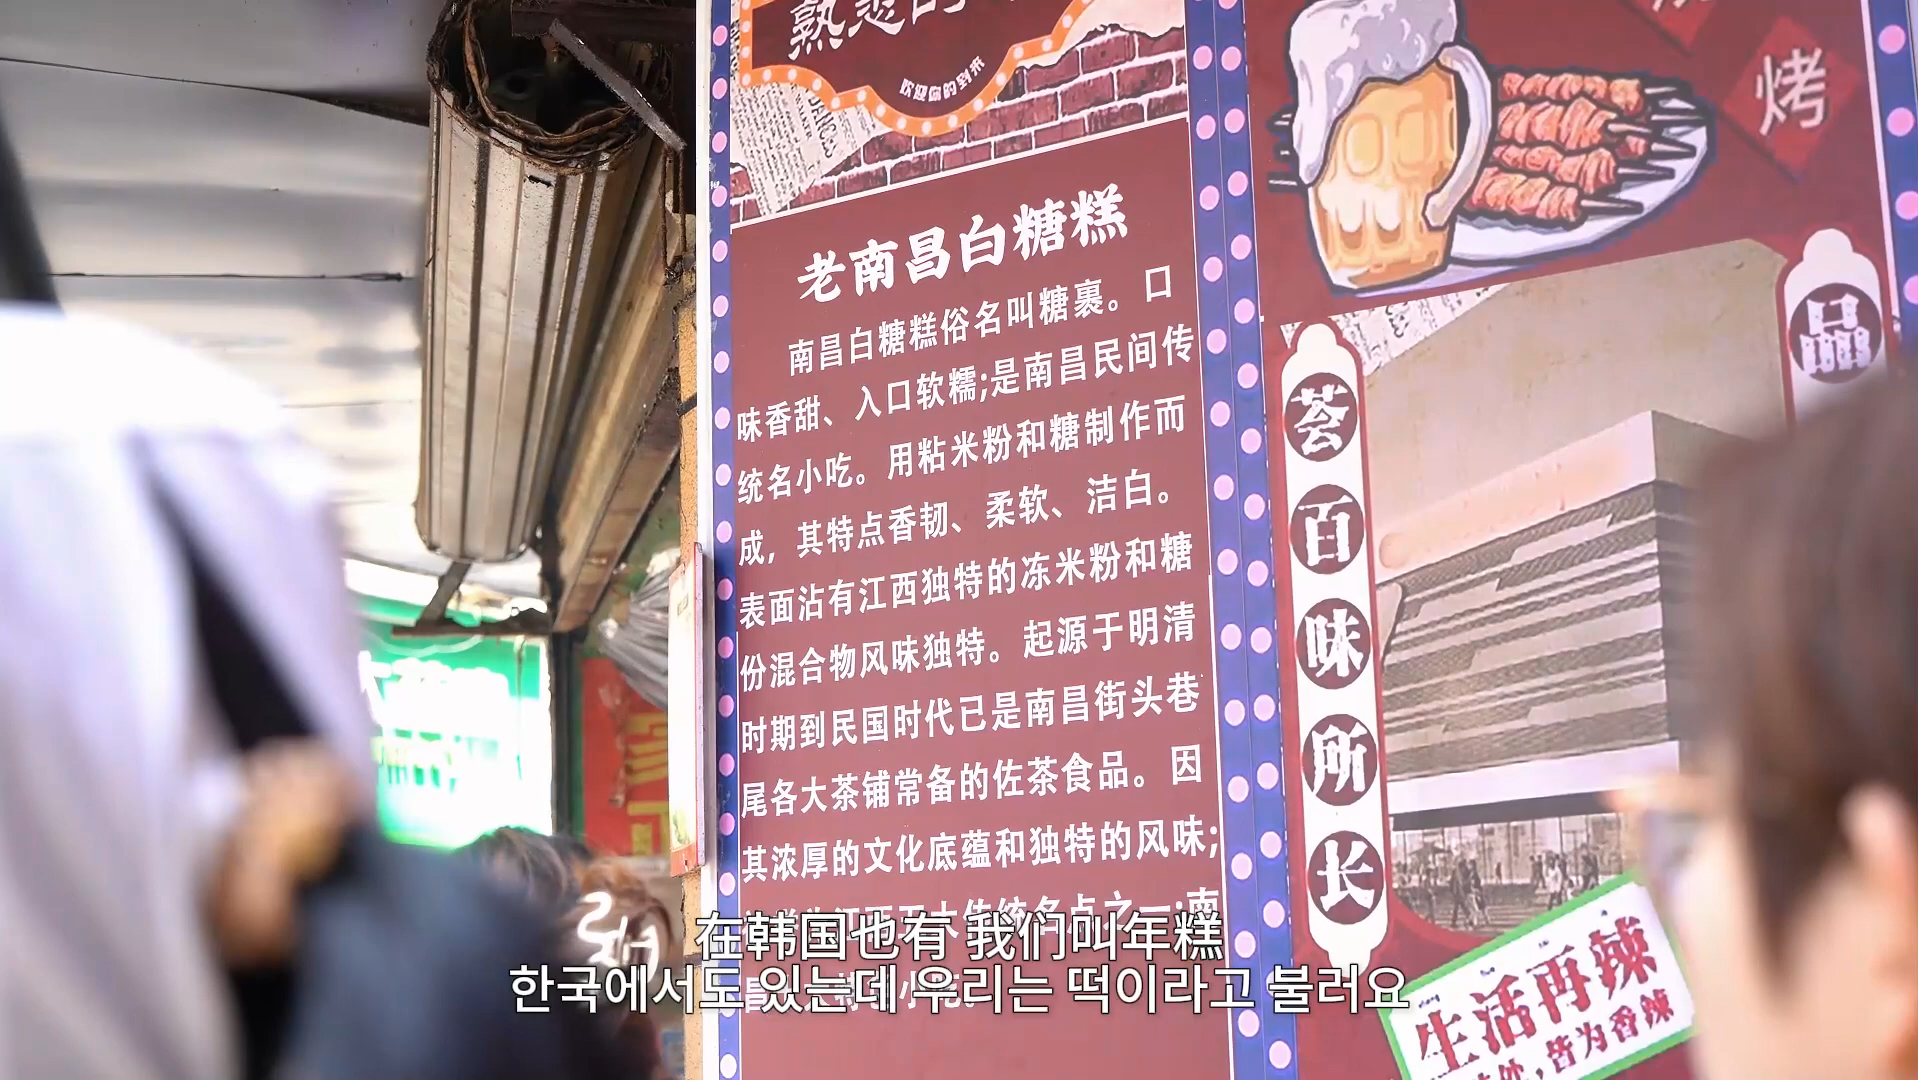 熟悉的
欢迎你的到来
烤
老南昌白糖糕
南昌白糖糕俗名叫糖裹。口
味香甜、入口软糯;是南昌民间传
统名小吃。用粘米粉和糖制作而
成，其特点香韧、柔软、洁白。
表面沾有江西独特的冻米粉和糖
份混合物风味独特。起源于明清
时期到民国时代已是南昌街头巷
尾各大茶铺常备的佐茶食品。因
其浓厚的文化底蕴和独特的风味;
荟百味所长
品
生活再辣
皆为香辣
在韩国也有 我们叫年糕
한국에서도 있는데 우리는 떡이라고 불러요